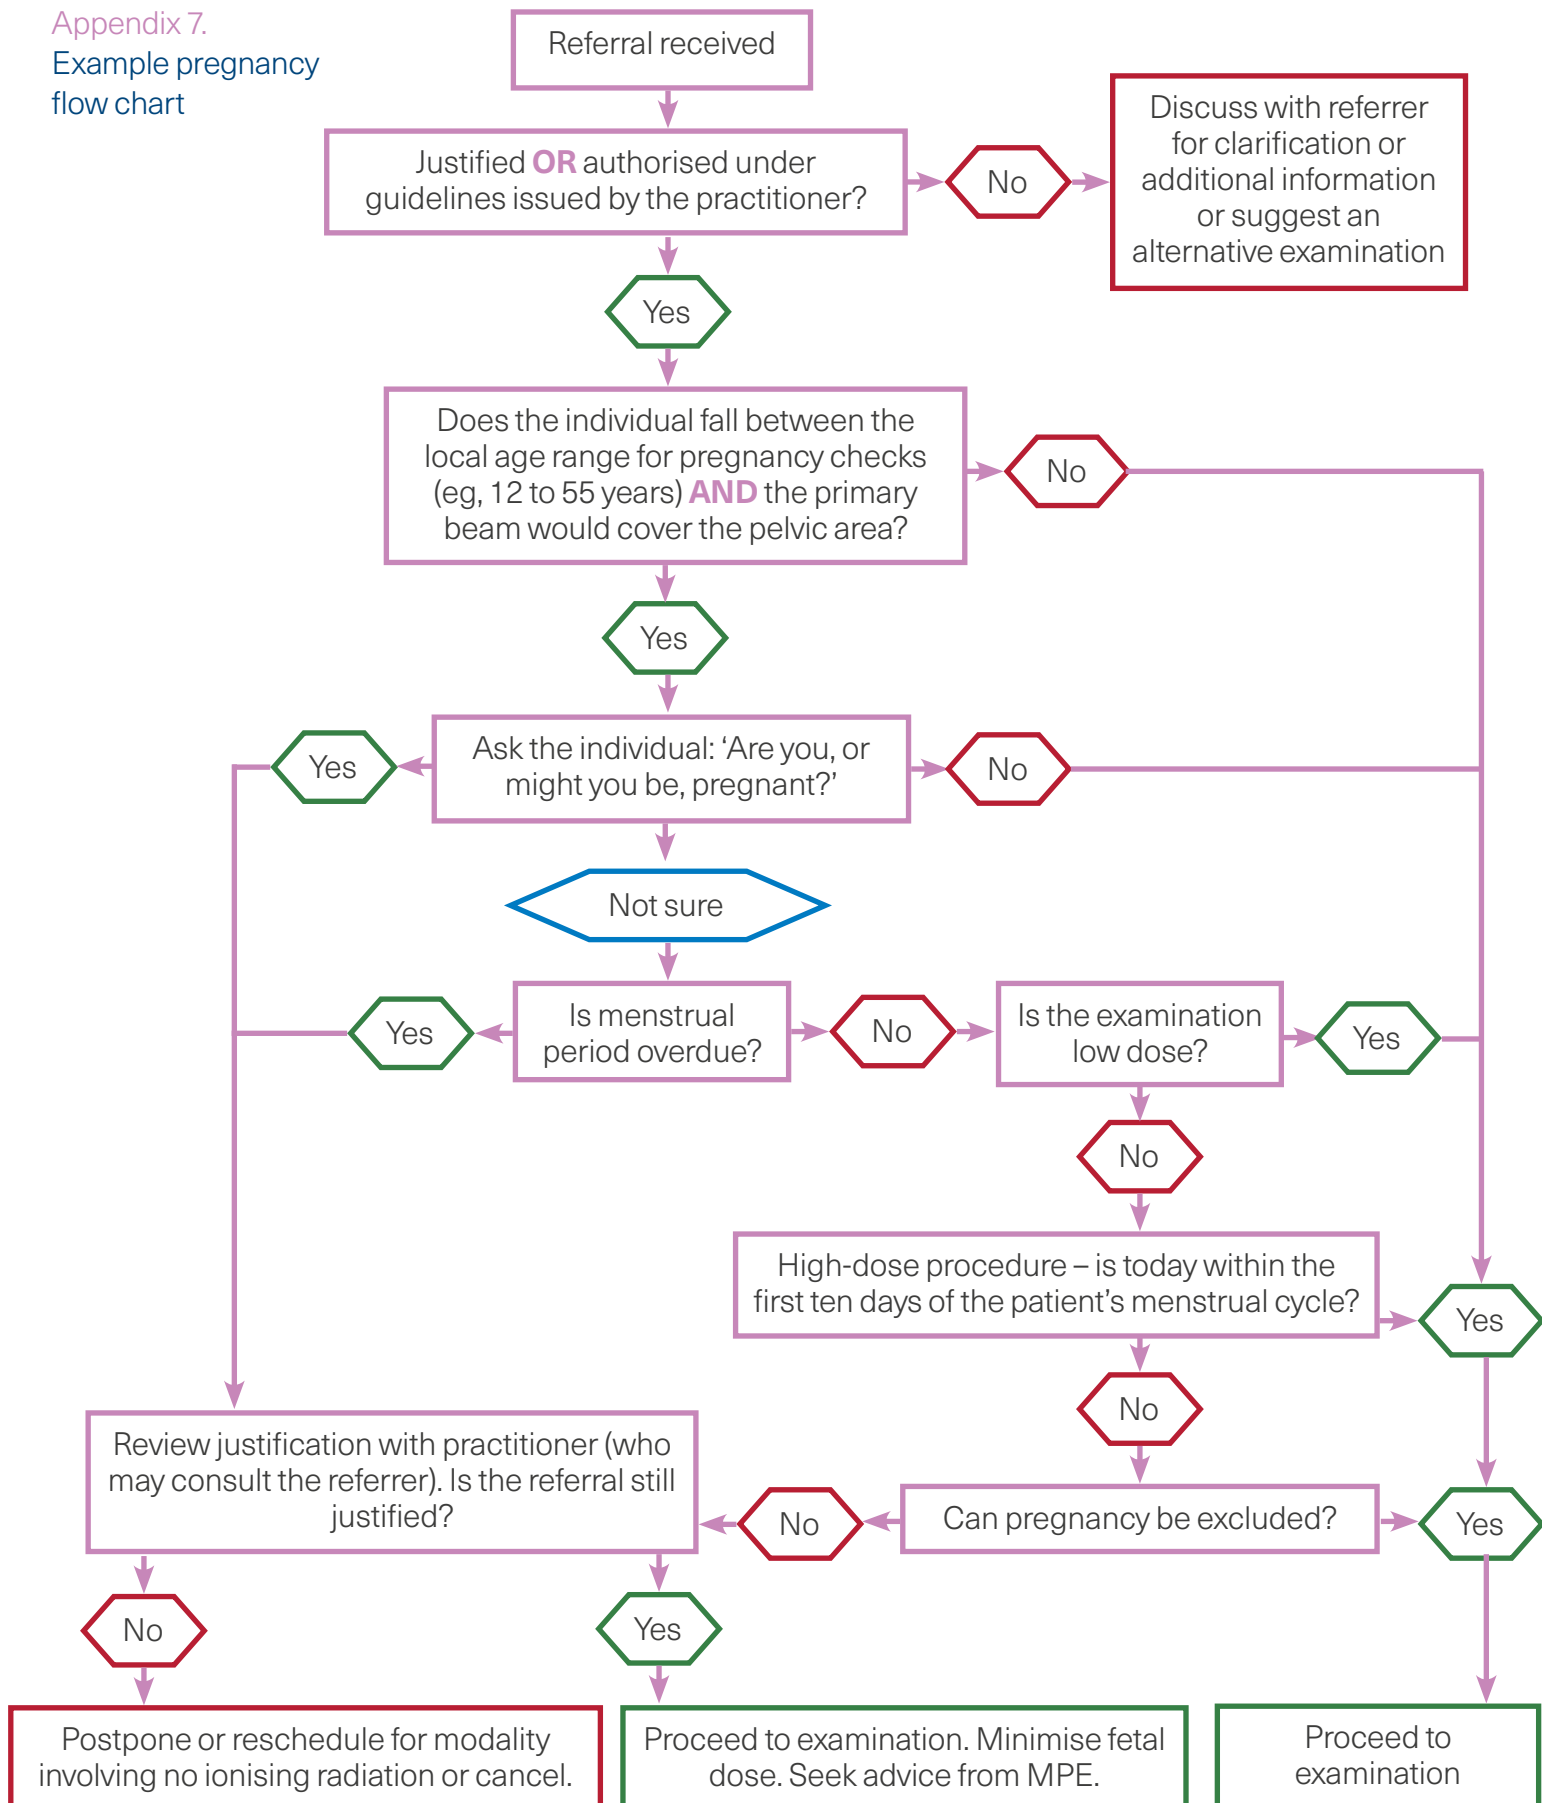 Appendix 7.
Example pregnancy
flow chart
Referral received
Justified OR authorised under
guidelines issued by the practitioner?
No
Discuss with referrer
for clarification or
additional information
or suggest an
alternative examination
Yes
Does the individual fall between the
local age range for pregnancy checks
(eg, 12 to 55 years) AND the primary
beam would cover the pelvic area?
No
Yes
Yes
Ask the individual: ‘Are you, or
might you be, pregnant?’
No
Not sure
Yes
Is menstrual
period overdue?
No
Is the examination
low dose?
Yes
No
High-dose procedure – is today within the
first ten days of the patient’s menstrual cycle?
Yes
No
Review justification with practitioner (who
may consult the referrer). Is the referral still
justified?
No
Can pregnancy be excluded?
Yes
No
Yes
Postpone or reschedule for modality
involving no ionising radiation or cancel.
Proceed to examination. Minimise fetal
dose. Seek advice from MPE.
Proceed to
examination